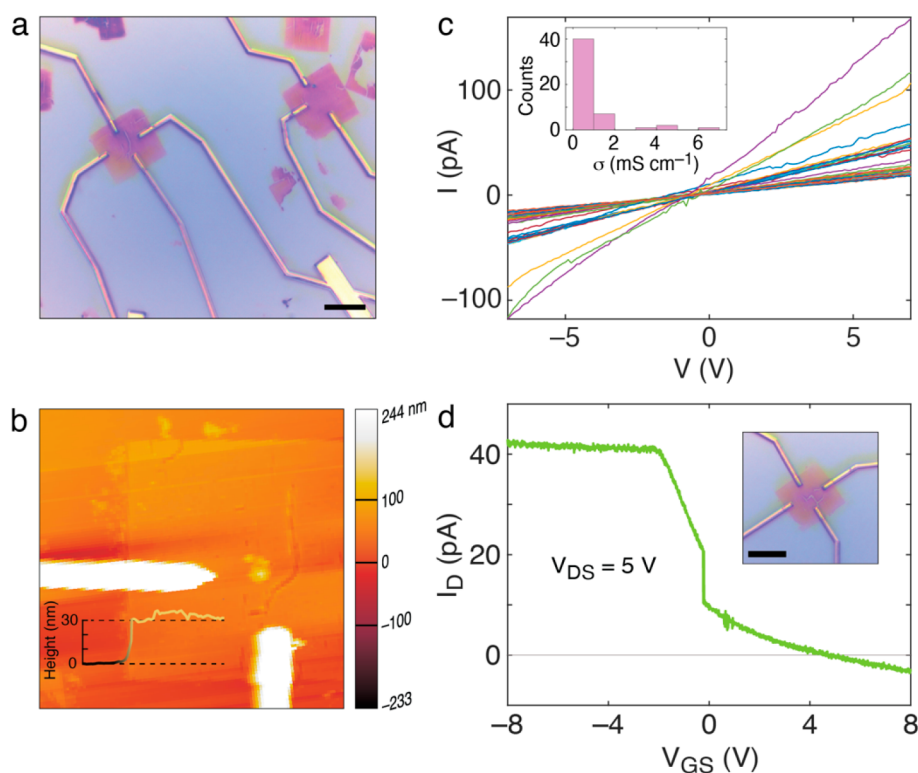 a
c
I (pA)
100
0
−100
−5
0
5
V (V)
Counts
40
20
0
0
2
4
6
σ (mS cm⁻¹)
b
244 nm
100
0
−100
−233
Height (nm)
30
0
d
I_D (pA)
40
20
0
V_DS = 5 V
−8
−4
0
4
8
V_GS (V)